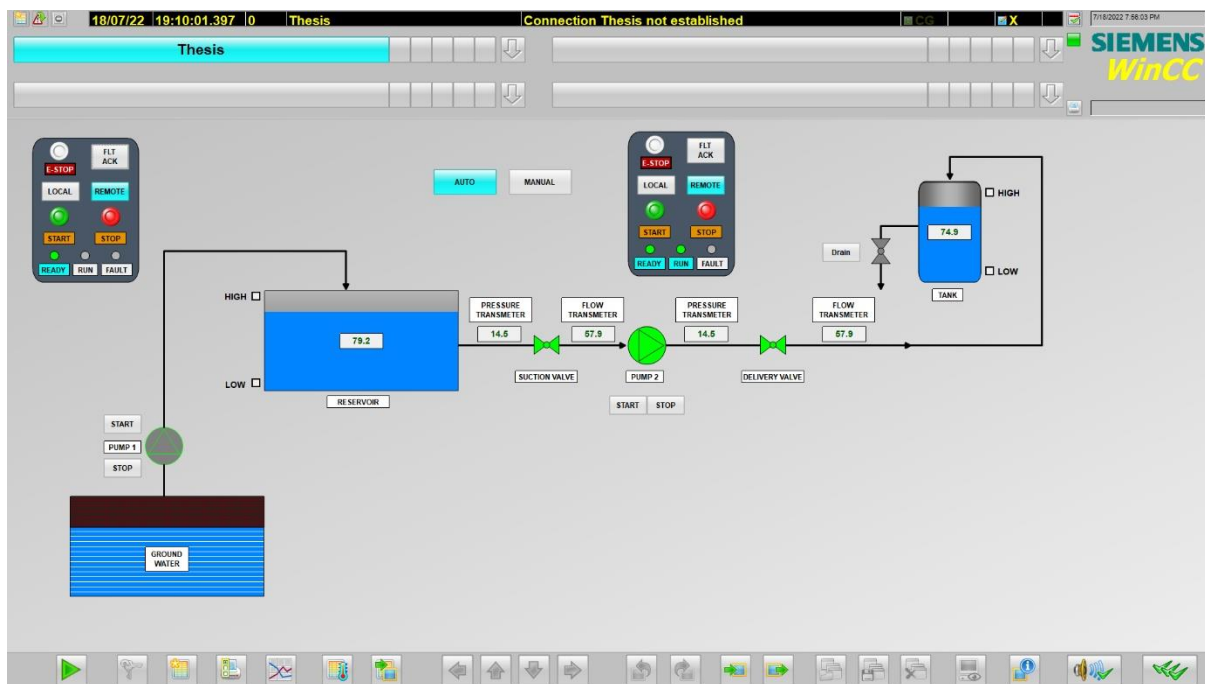 18/07/22 19:10:01.397 0 Thesis Connection Thesis not established CG X
7/18/2022 7:56:03 PM
Thesis
SIEMENS
WinCC
E-STOP
FLT
ACK
LOCAL REMOTE
START STOP
READY RUN FAULT
AUTO MANUAL
E-STOP
FLT
ACK
LOCAL REMOTE
START STOP
READY RUN FAULT
HIGH
74.9
Drain
LOW
TANK
HIGH
79.2
LOW
RESERVOIR
PRESSURE
TRANSMETER
14.5
FLOW
TRANSMETER
57.9
PRESSURE
TRANSMETER
14.5
FLOW
TRANSMETER
57.9
SUCTION VALVE
PUMP 2
DELIVERY VALVE
START STOP
START
PUMP 1
STOP
GROUND
WATER